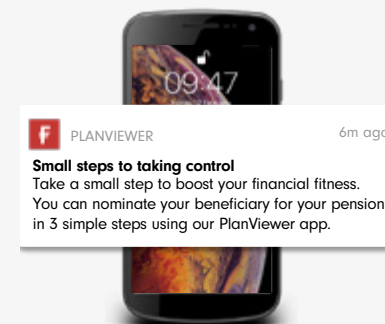 09:47
F PLANVIEWER 6m ago
Small steps to taking control
Take a small step to boost your financial fitness.
You can nominate your beneficiary for your pension
in 3 simple steps using our PlanViewer app.